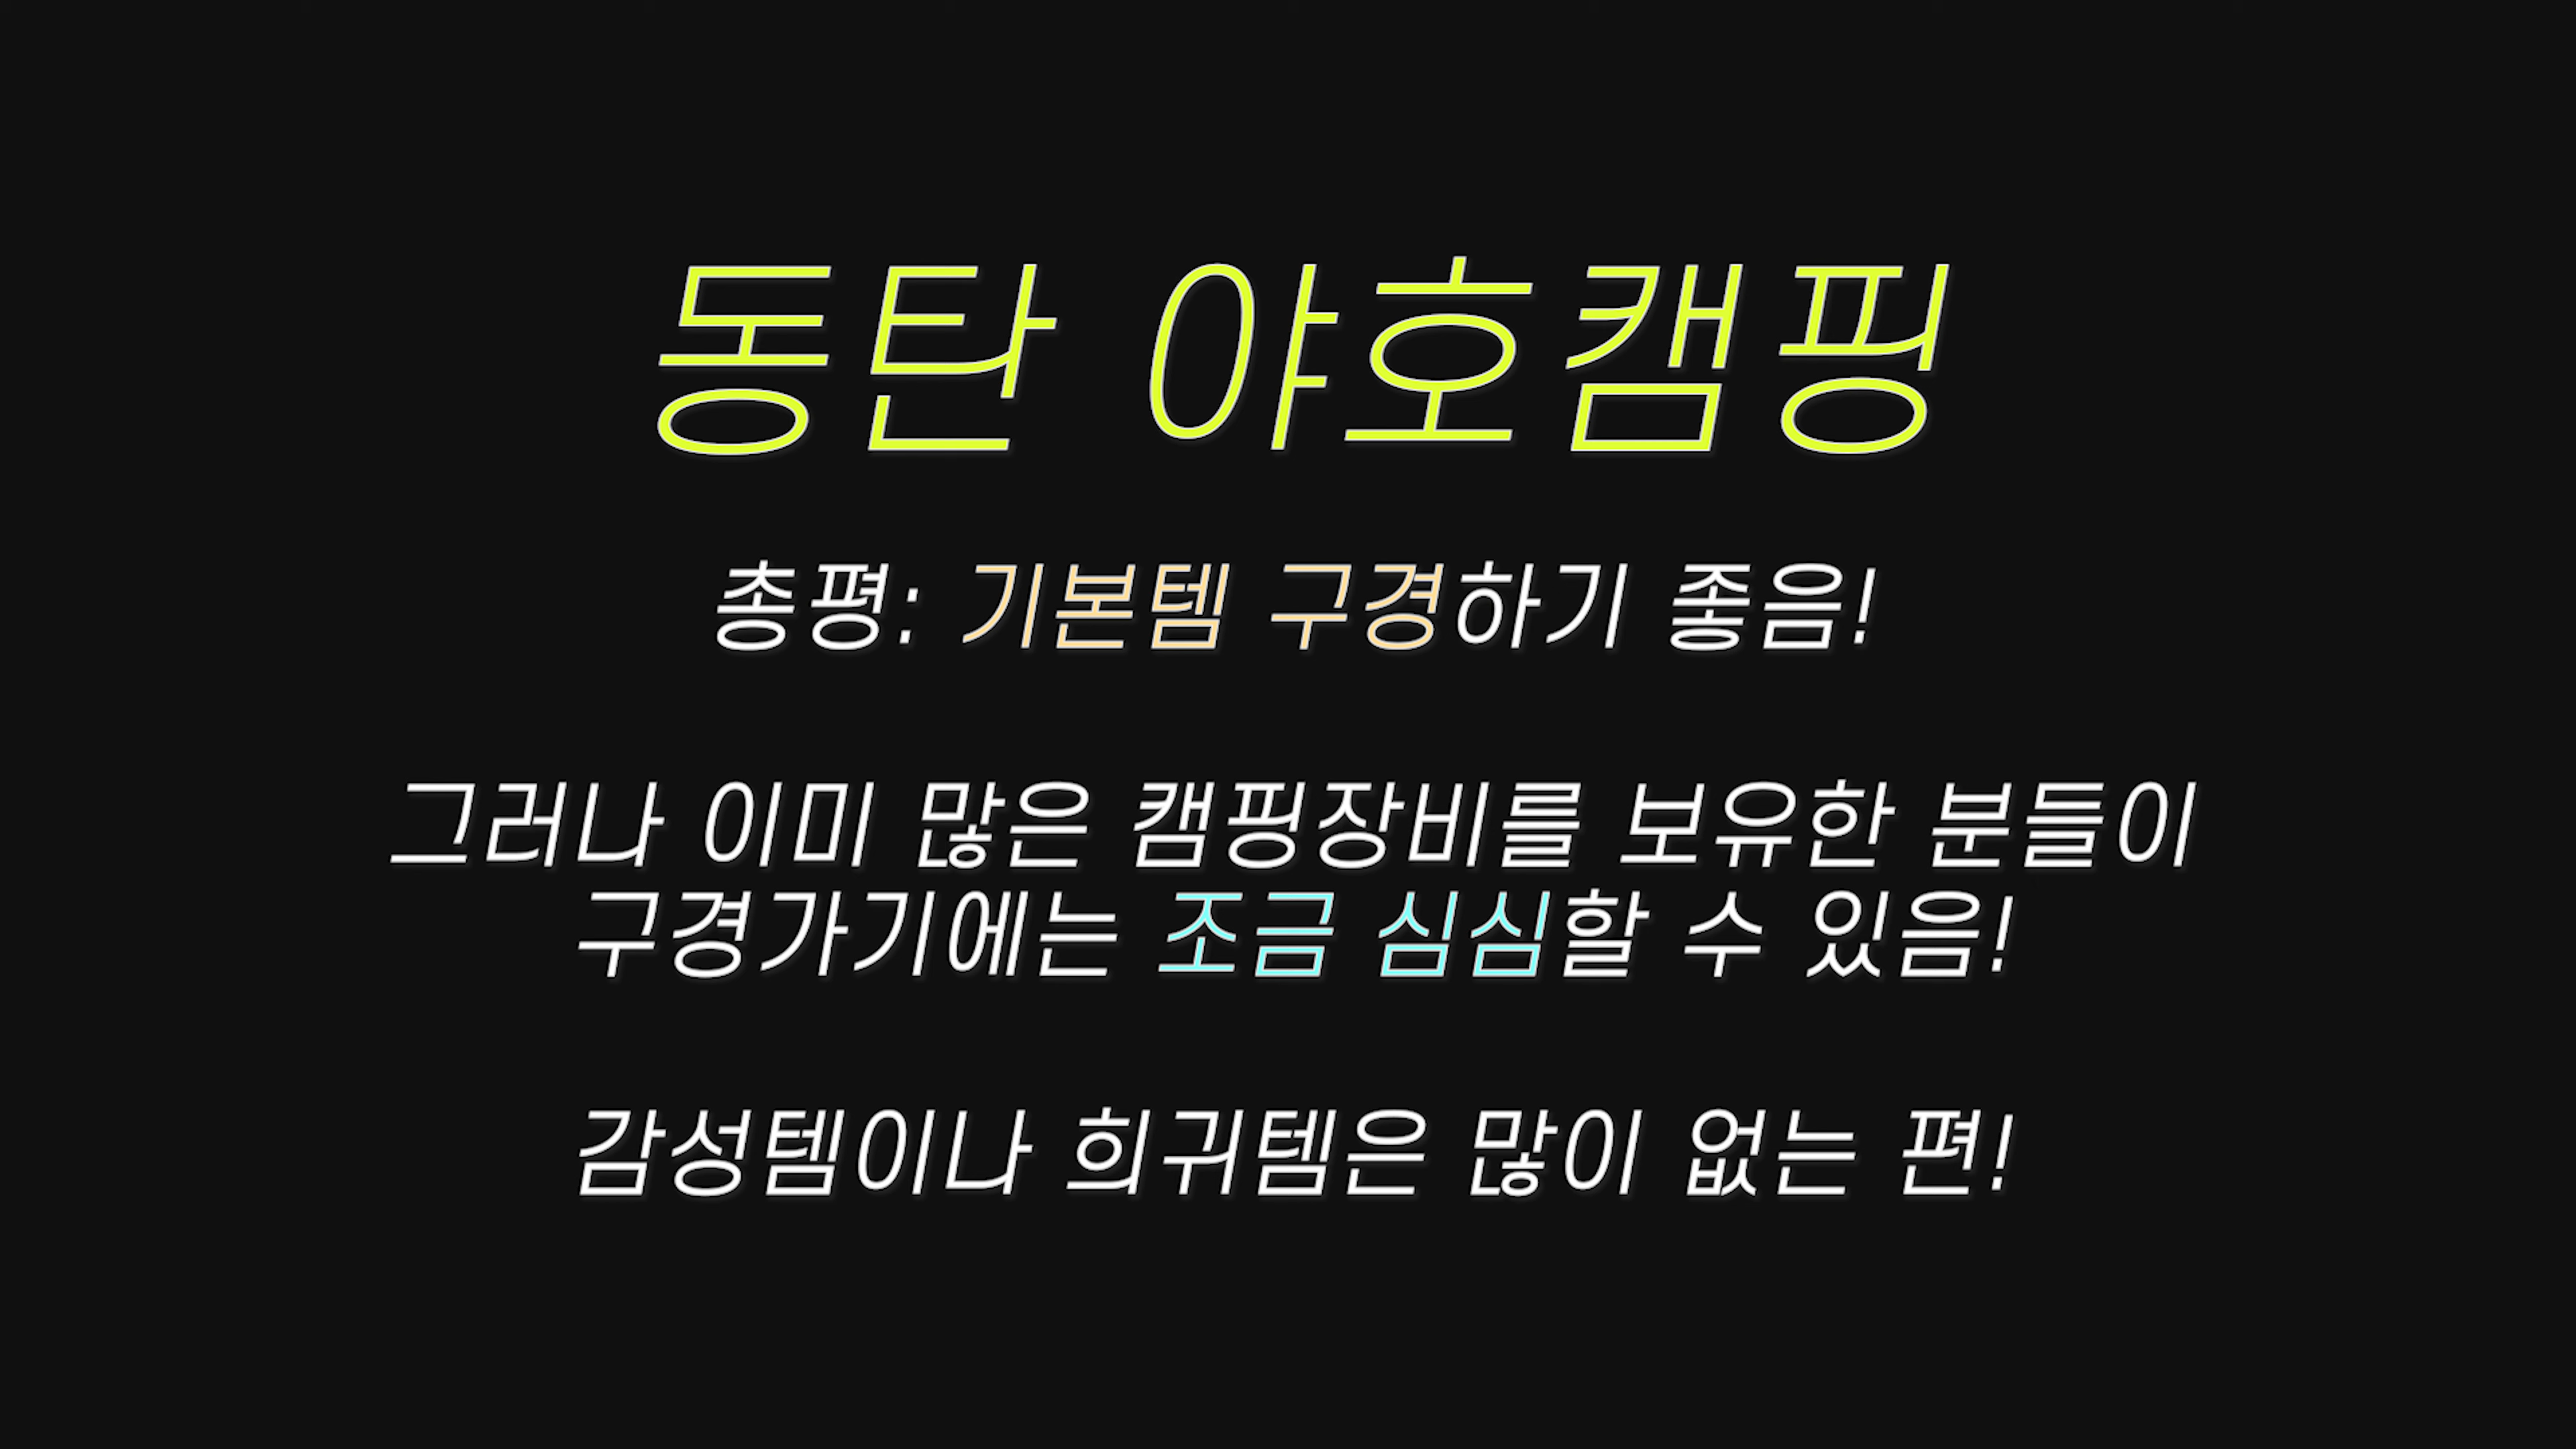 동탄 야호캠핑
총평: 기본템 구경하기 좋음!
그러나 이미 많은 캠핑장비를 보유한 분들이
구경가기에는 조금 심심할 수 있음!
감성템이나 희귀템은 많이 없는 편!